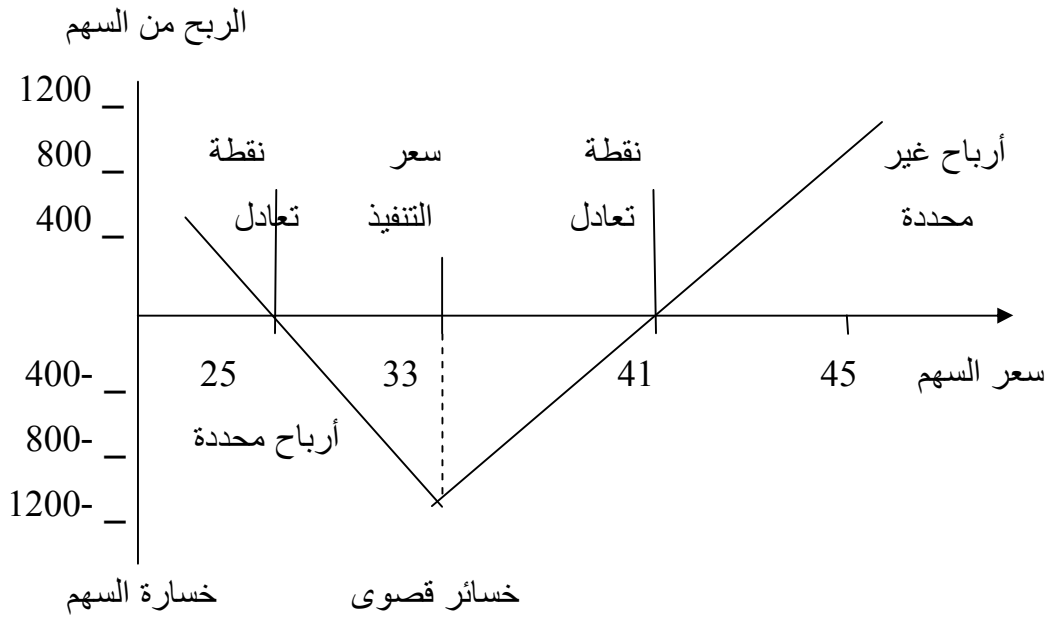 الربح من السهم
1200
800
400
نقطة تعادل
سعر التنفيذ
نقطة تعادل
أرباح غير محددة
25 33 41 45 سعر السهم
400-
أرباح محددة
800-
1200-
خسارة السهم خسائر قصوى